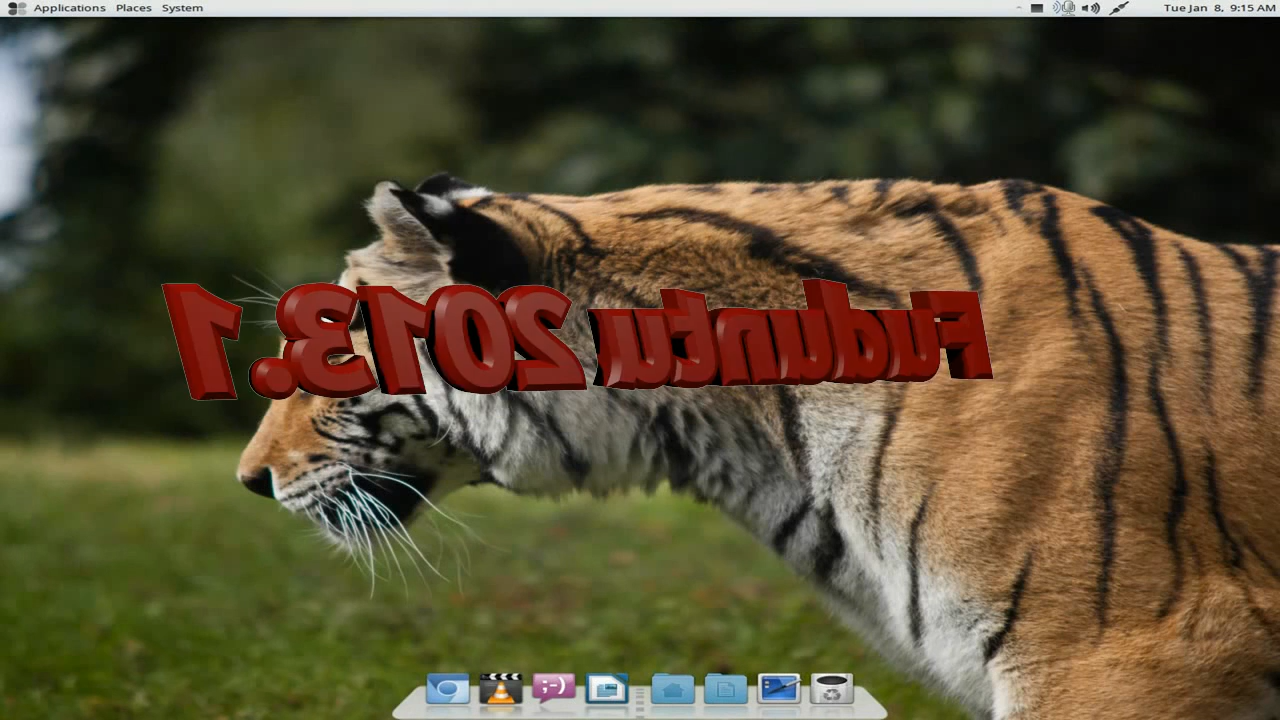 Applications Places System
Tue Jan 8, 9:15 AM
Fuduntu 2013.1
;-)